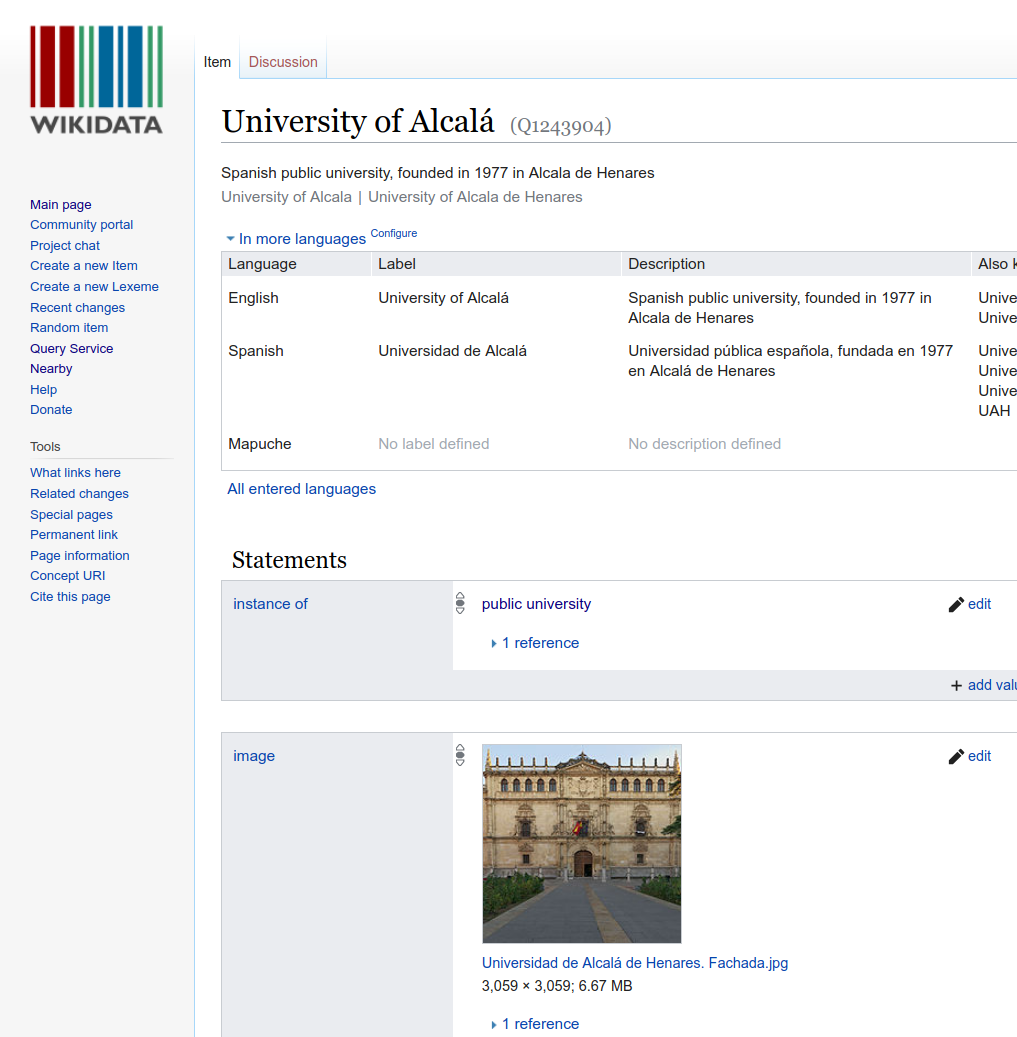 WIKIDATA
Main page
Community portal
Project chat
Create a new Item
Create a new Lexeme
Recent changes
Random item
Query Service
Nearby
Help
Donate
Tools
What links here
Related changes
Special pages
Permanent link
Page information
Concept URI
Cite this page
Item Discussion
University of Alcalá (Q1243904)
Spanish public university, founded in 1977 in Alcala de Henares
University of Alcala | University of Alcala de Henares
In more languages Configure
Language Label Description Also k
English University of Alcalá Spanish public university, founded in 1977 in Unive
Alcala de Henares Unive
Spanish Universidad de Alcalá Universidad pública española, fundada en 1977 Unive
en Alcalá de Henares Unive
Unive
UAH
Mapuche No label defined No description defined
All entered languages
Statements
instance of public university edit
1 reference
+ add valu
image edit
Universidad de Alcalá de Henares. Fachada.jpg
3,059 × 3,059; 6.67 MB
1 reference